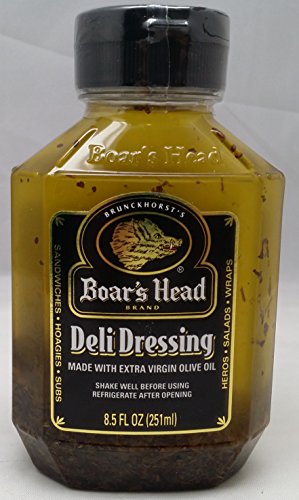 Boar's Head
BRUNCKHORST'S
®
Boar's Head
BRAND
Deli Dressing
MADE WITH EXTRA VIRGIN OLIVE OIL
SHAKE WELL BEFORE USING
REFRIGERATE AFTER OPENING
8.5 FL OZ (251ml)
SANDWICHES • HOAGIES • SUBS
HEROS • SALADS • WRAPS